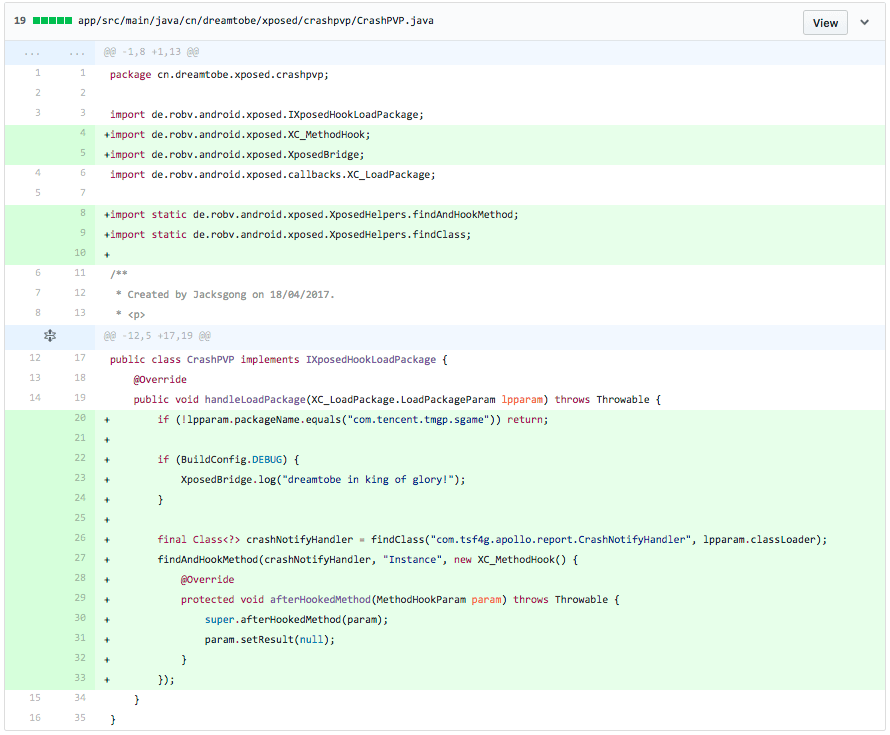 19 app/src/main/java/cn/dreamtobe/xposed/crashpvp/CrashPVP.java View
... ... @@ -1,8 +1,13 @@
1 1 package cn.dreamtobe.xposed.crashpvp;
2 2
3 3 import de.robv.android.xposed.IXposedHookLoadPackage;
4 +import de.robv.android.xposed.XC_MethodHook;
5 +import de.robv.android.xposed.XposedBridge;
4 6 import de.robv.android.xposed.callbacks.XC_LoadPackage;
5 7
8 +import static de.robv.android.xposed.XposedHelpers.findAndHookMethod;
9 +import static de.robv.android.xposed.XposedHelpers.findClass;
10 +
6 11 /**
7 12 * Created by Jacksgong on 18/04/2017.
8 13 * <p>
@@ -12,5 +17,19 @@
12 17 public class CrashPVP implements IXposedHookLoadPackage {
13 18 @Override
14 19 public void handleLoadPackage(XC_LoadPackage.LoadPackageParam lpparam) throws Throwable {
20 + if (!lpparam.packageName.equals("com.tencent.tmgp.sgame")) return;
21 +
22 + if (BuildConfig.DEBUG) {
23 + XposedBridge.log("dreamtobe in king of glory!");
24 + }
25 +
26 + final Class<?> crashNotifyHandler = findClass("com.tsf4g.apollo.report.CrashNotifyHandler", lpparam.classLoader);
27 + findAndHookMethod(crashNotifyHandler, "Instance", new XC_MethodHook() {
28 + @Override
29 + protected void afterHookedMethod(MethodHookParam param) throws Throwable {
30 + super.afterHookedMethod(param);
31 + param.setResult(null);
32 + }
33 + });
15 34 }
16 35 }